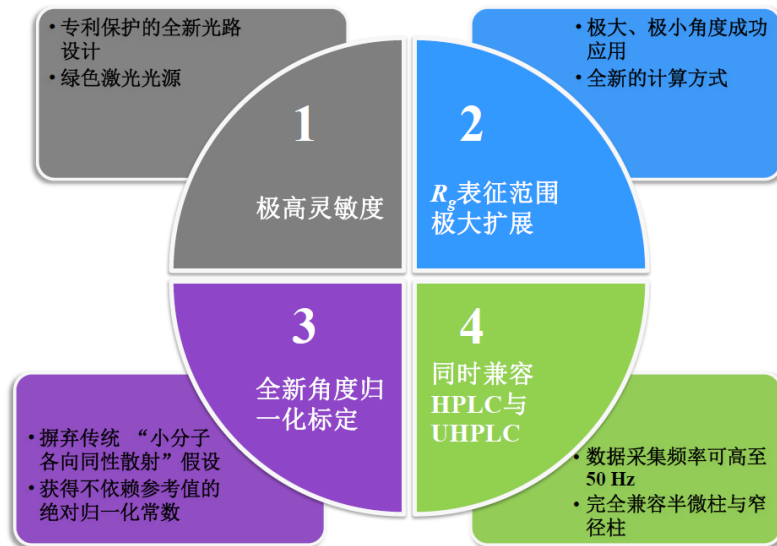 • 专利保护的全新光路
设计
• 绿色激光光源
1
极高灵敏度
• 极大、极小角度成功
应用
• 全新的计算方式
2
Rg表征范围
极大扩展
3
全新角度归
一化标定
• 摒弃传统 “小分子
各向同性散射”假设
• 获得不依赖参考值的
绝对归一化常数
4
同时兼容
HPLC与
UHPLC
• 数据采集频率可高至
50 Hz
• 完全兼容半微柱与窄
径柱